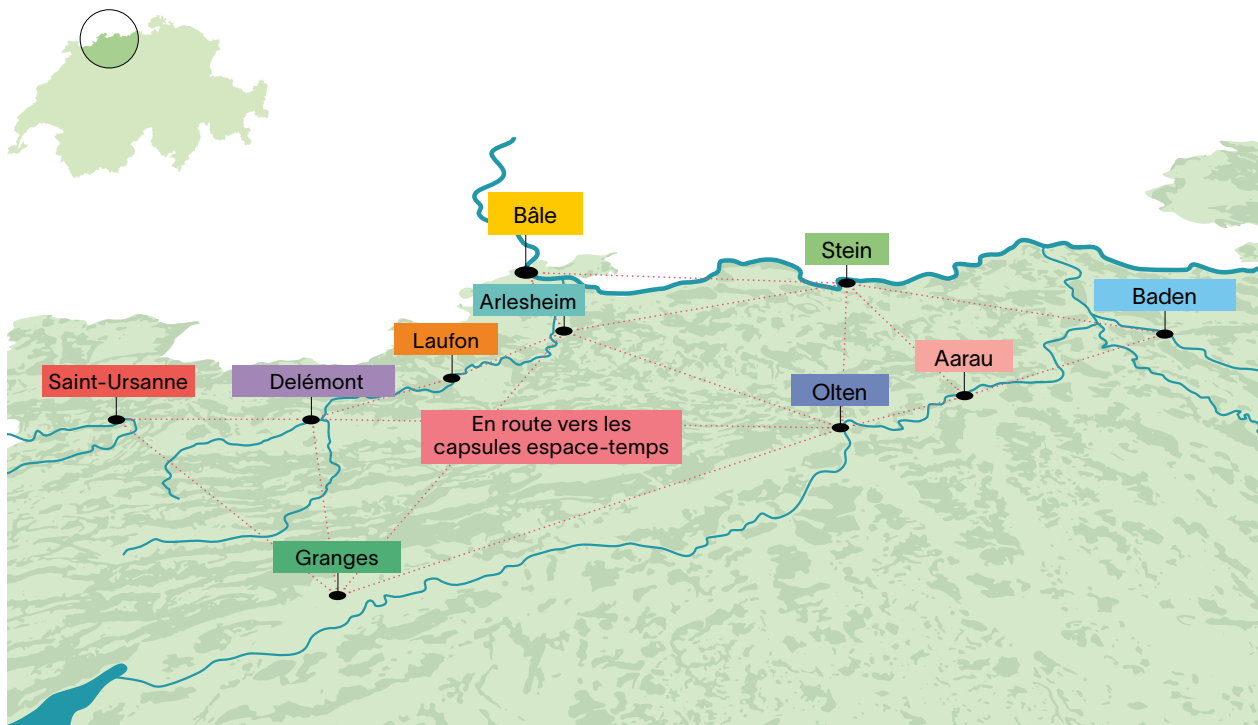 Bâle
Stein
Arlesheim
Baden
Laufon
Aarau
Saint-Ursanne
Delémont
Olten
En route vers les
capsules espace-temps
Granges